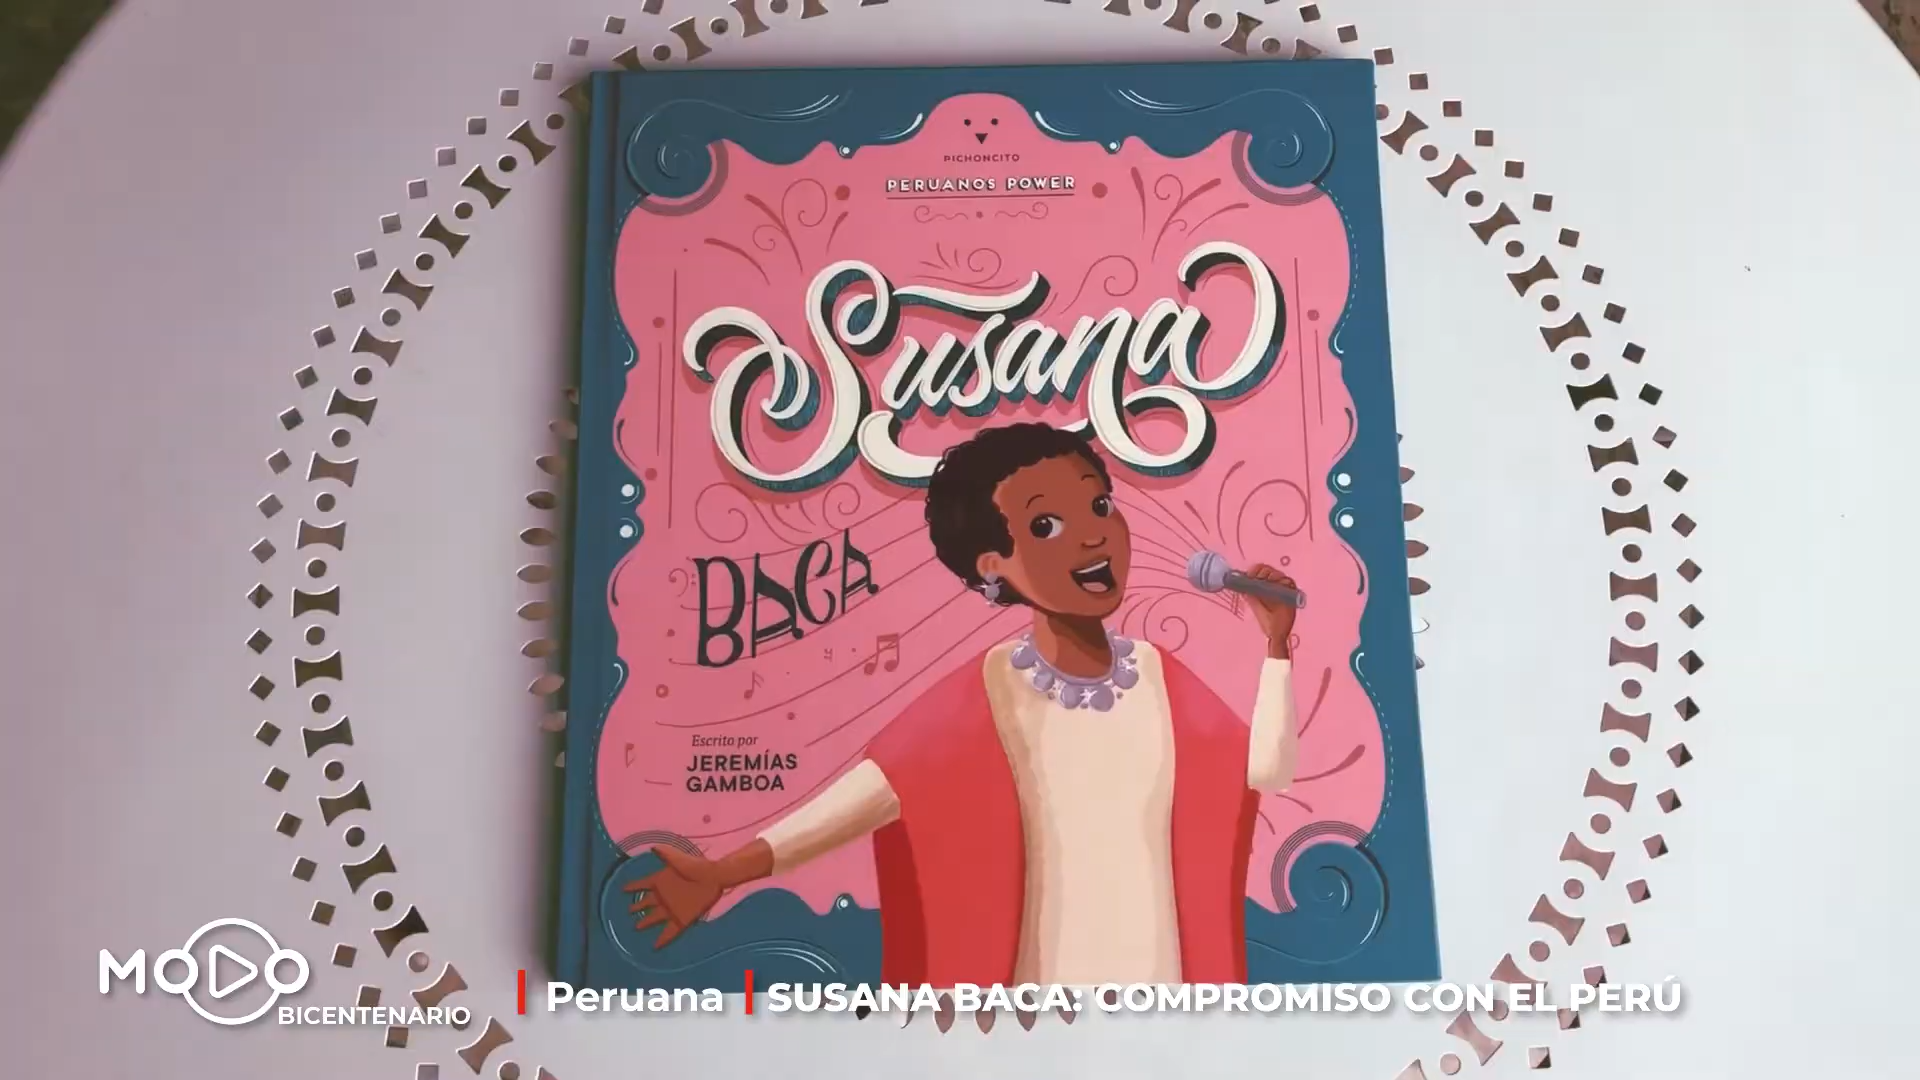 PICHONCITO
PERUANOS POWER
Susana
BACA
Escrito por
JEREMÍAS
GAMBOA
MODO
BICENTENARIO
Peruana
SUSANA BACA: COMPROMISO CON EL PERÚ